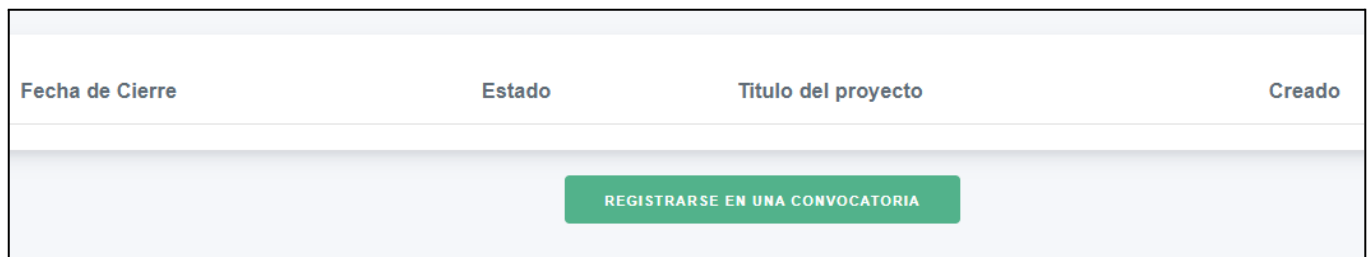 Fecha de Cierre Estado Titulo del proyecto Creado
REGISTRARSE EN UNA CONVOCATORIA